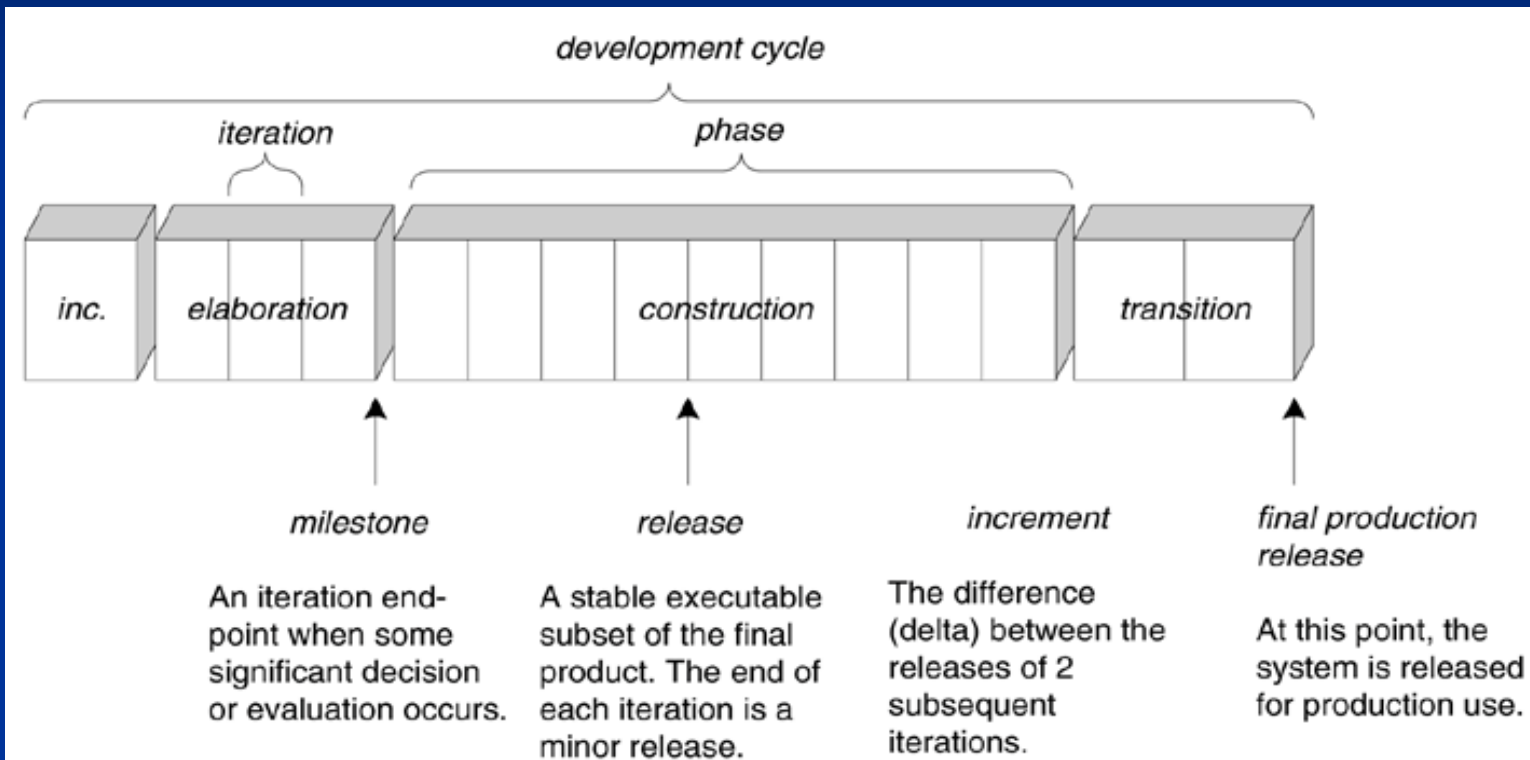 development cycle
iteration
phase
inc.
elaboration
construction
transition
milestone
An iteration end-
point when some
significant decision
or evaluation occurs.
release
A stable executable
subset of the final
product. The end of
each iteration is a
minor release.
increment
The difference
(delta) between the
releases of 2
subsequent
iterations.
final production
release
At this point, the
system is released
for production use.